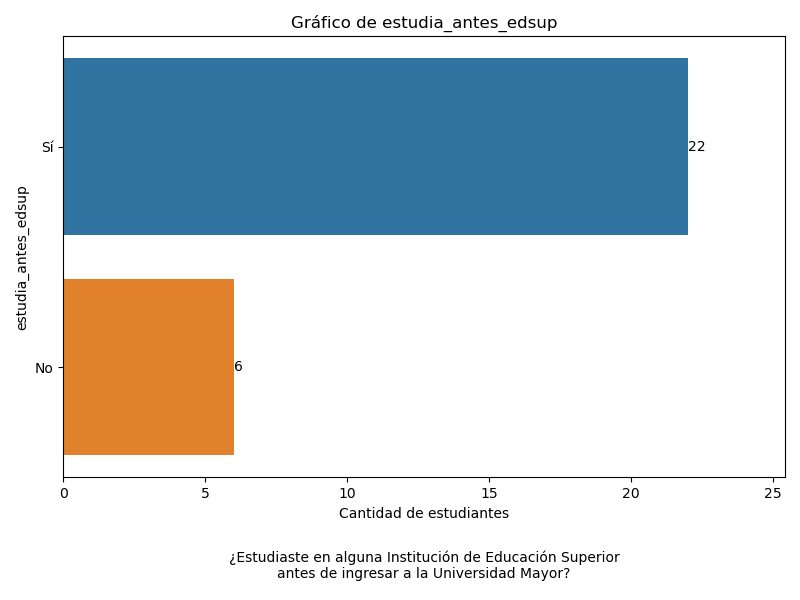 Gráfico de estudia_antes_edsup
estudia_antes_edsup
Sí
22
No
6
0 5 10 15 20 25
Cantidad de estudiantes
¿Estudiaste en alguna Institución de Educación Superior
antes de ingresar a la Universidad Mayor?